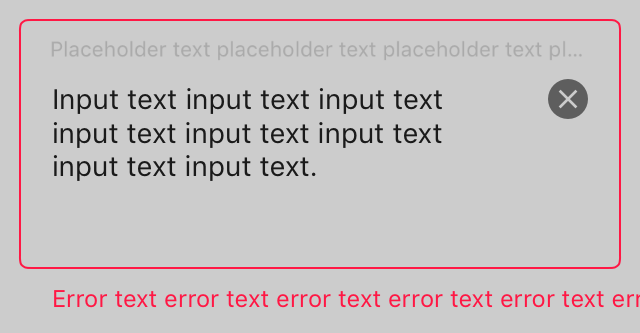 Placeholder text placeholder text placeholder text pl...
Input text input text input text
input text input text input text
input text input text.
Error text error text error text error text error text err